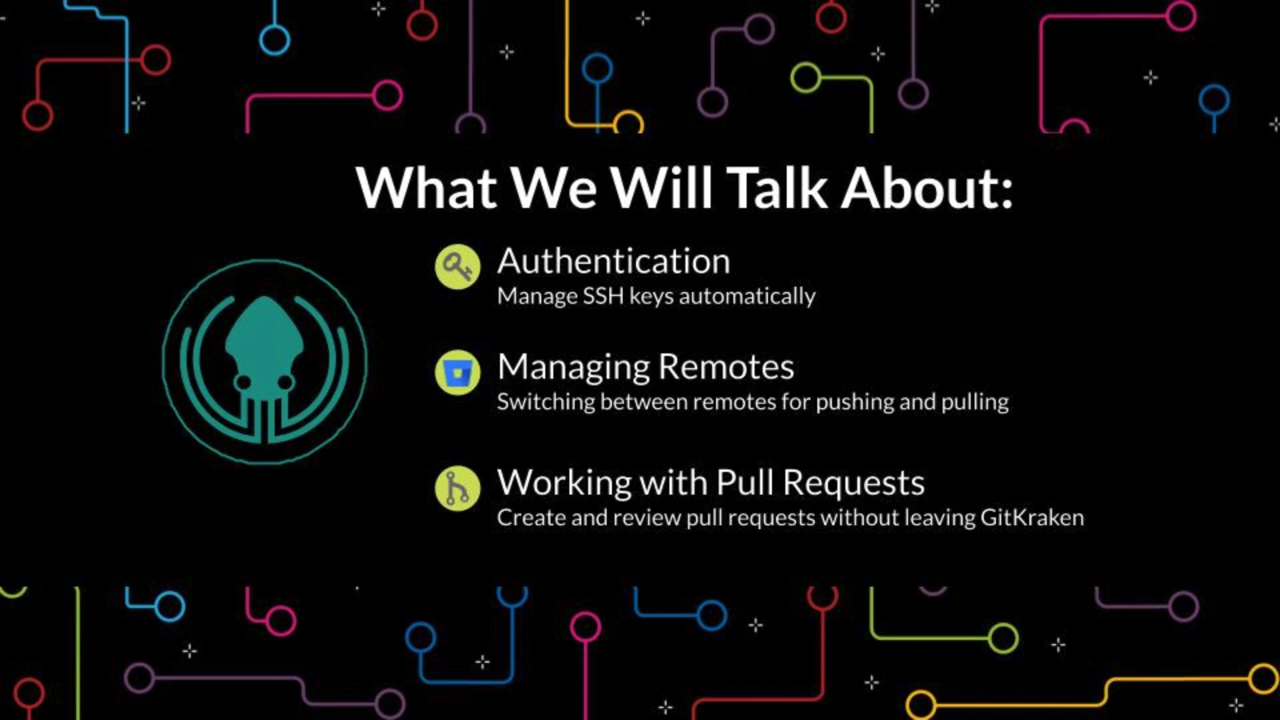 What We Will Talk About:
Authentication
Manage SSH keys automatically
Managing Remotes
Switching between remotes for pushing and pulling
Working with Pull Requests
Create and review pull requests without leaving GitKraken